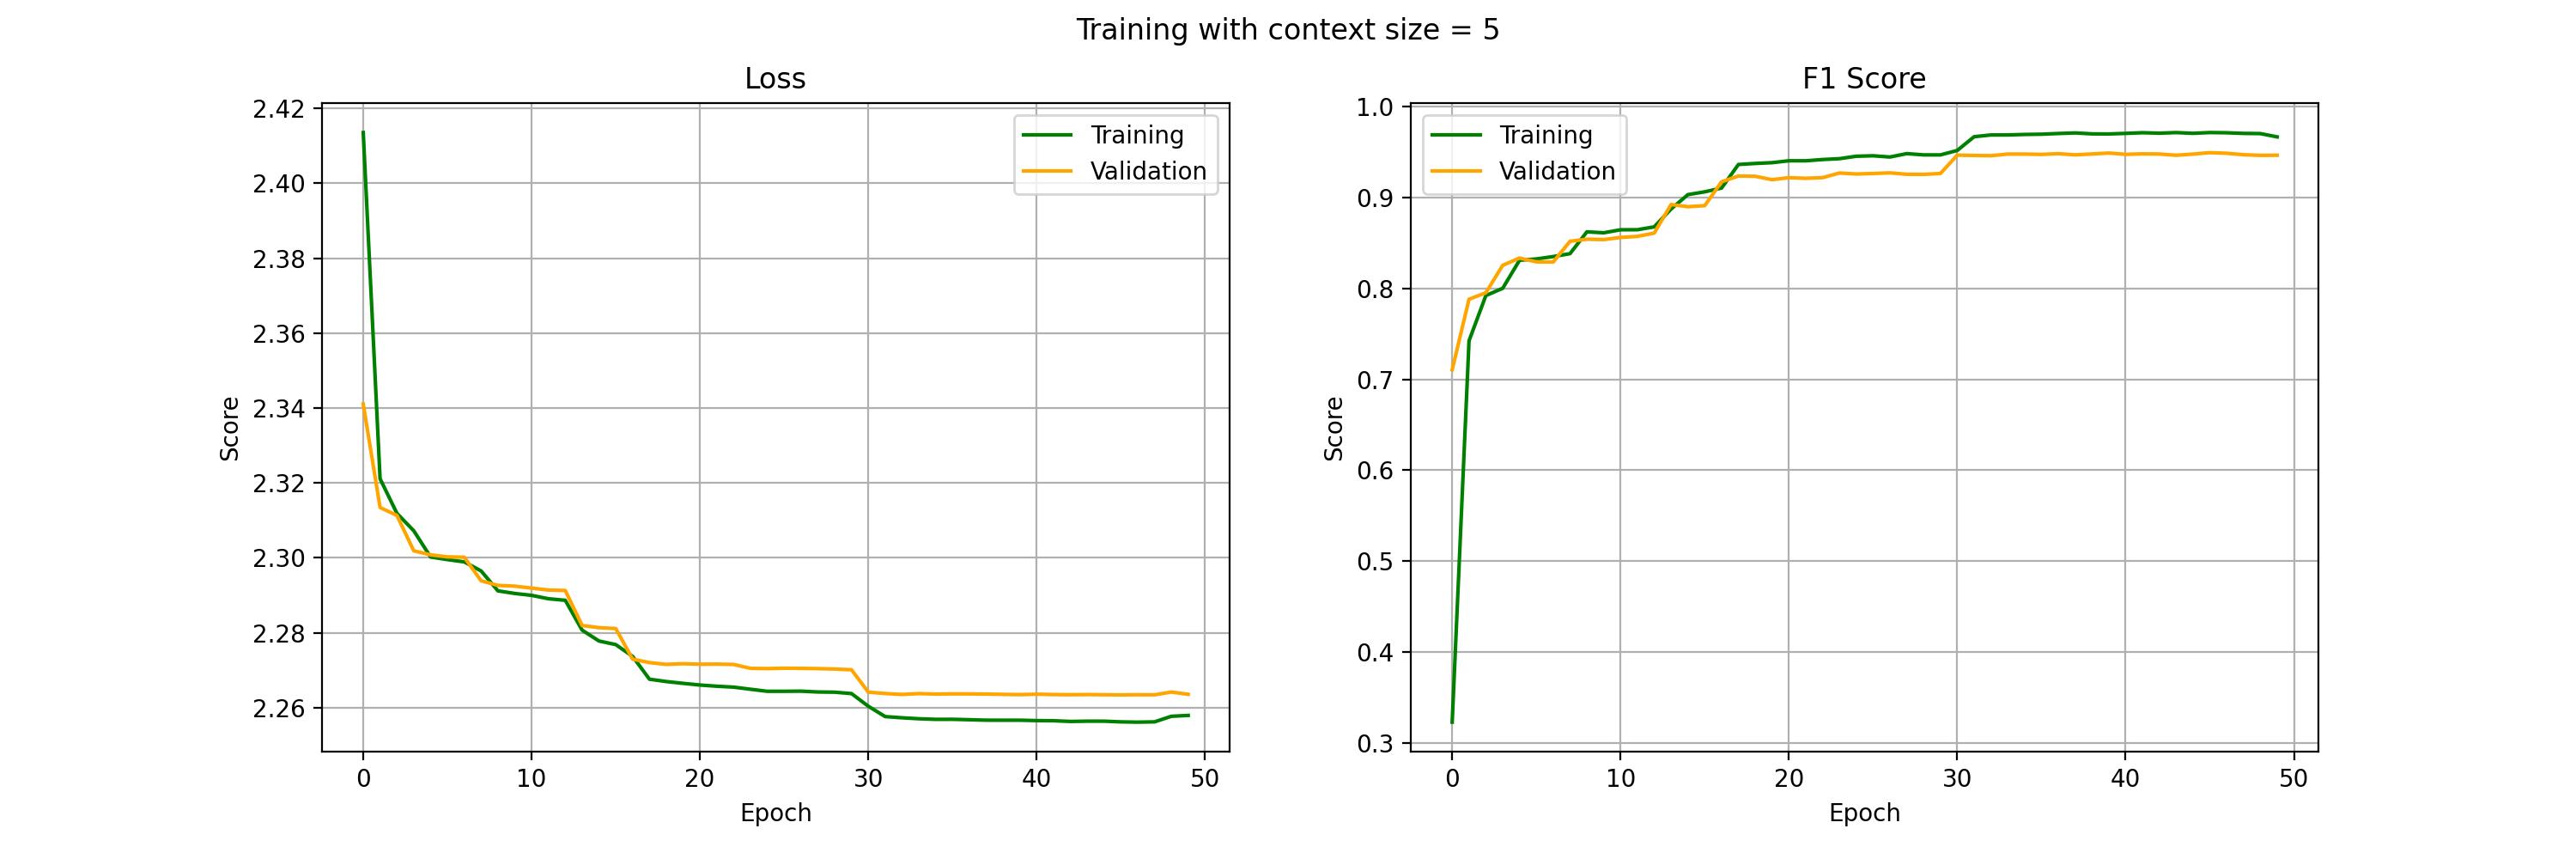 Training with context size = 5
Loss
2.42
2.40
2.38
2.36
2.34
2.32
2.30
2.28
2.26
Score
0 10 20 30 40 50
Epoch
Training
Validation
F1 Score
1.0
0.9
0.8
0.7
0.6
0.5
0.4
0.3
Score
0 10 20 30 40 50
Epoch
Training
Validation